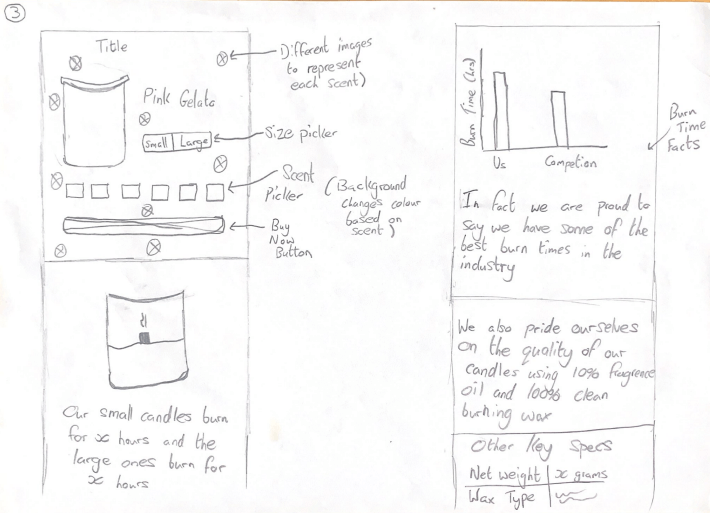 3
Title
Different images
to represent
each scent)
Pink Gelato
Small Large
Size picker
Scent
Picker
(Background
changes colour
based on
scent)
Buy
Now
Button
Our small candles burn
for x hours and the
large ones burn for
x hours
Burn Time (hrs)
Us Competion
Burn
Time
Facts
In fact we are proud to
say we have some of the
best burn times in the
industry
We also pride ourselves
on the quality of our
candles using 10% fragrence
oil and 100% clean
burning wax
Other Key Specs
Net weight x grams
Wax Type